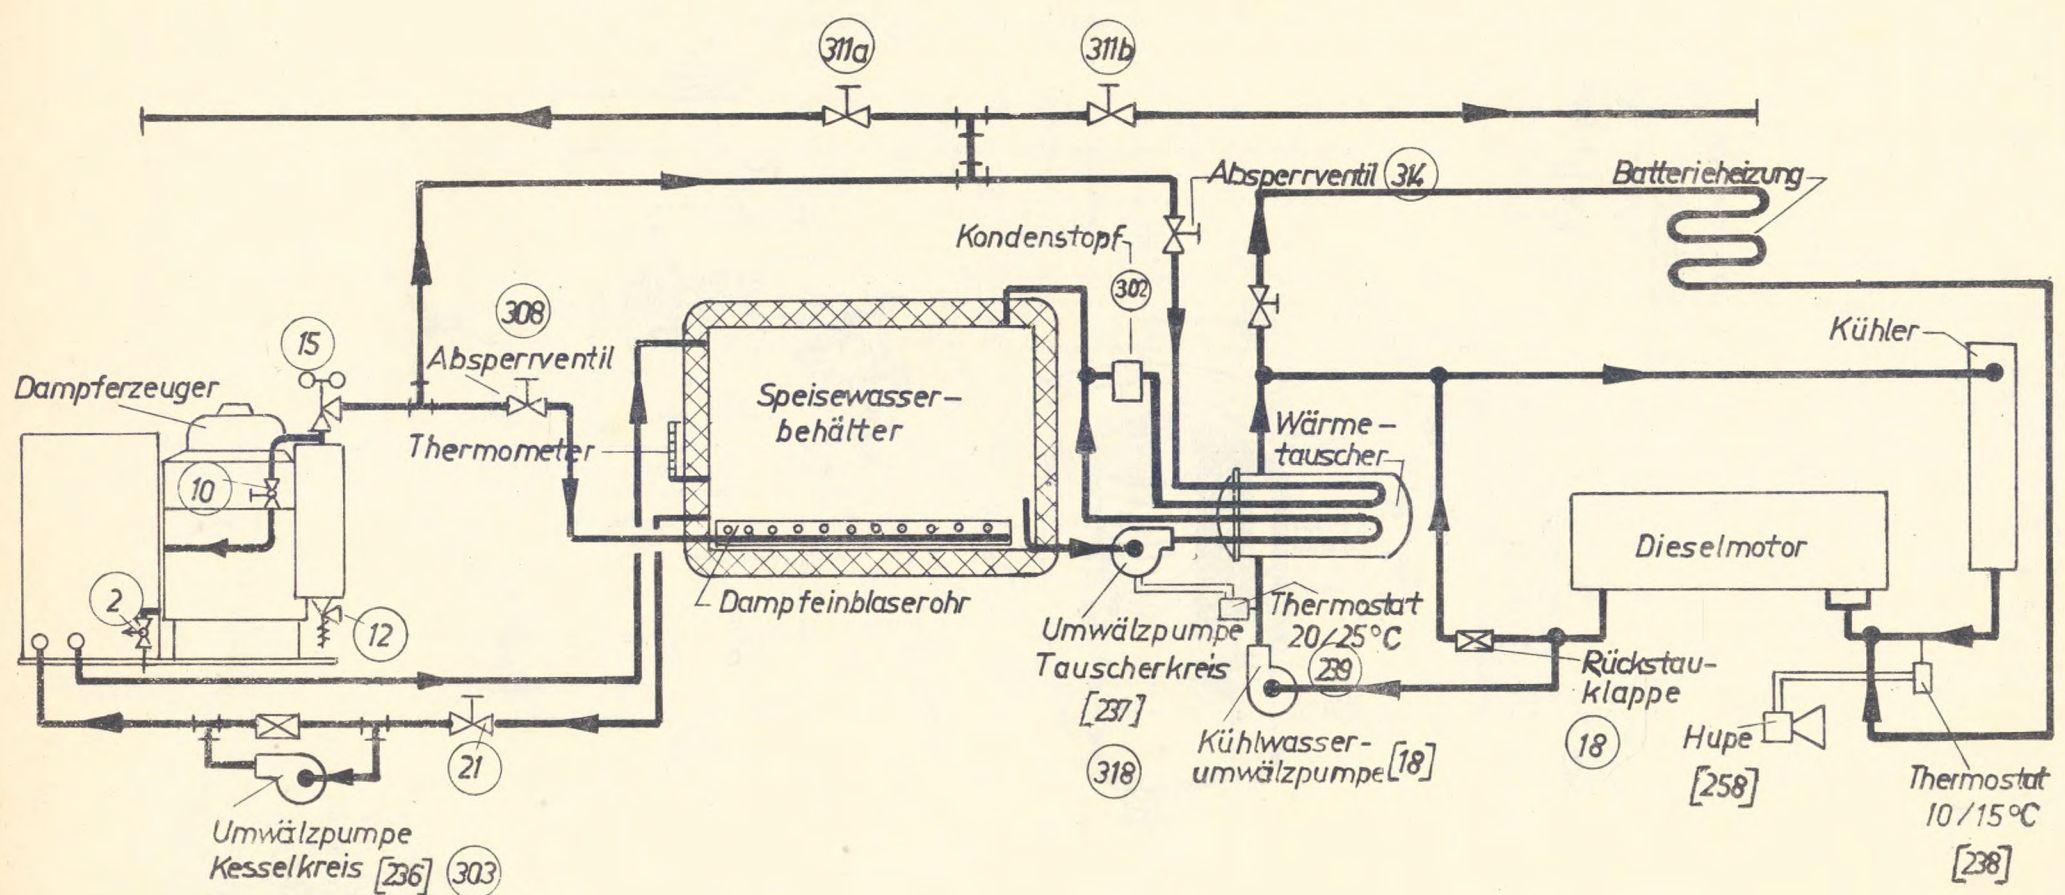 311a
311b
Absperrventil 314
Batterieheizung
Kondenstopf
302
308
Absperrventil
15
Dampferzeuger
Thermometer
10
2
12
Speisewasser-
behälter
Dampfeinblaserohr
Kühler
Wärme-
tauscher
Dieselmotor
Umwälzpumpe
Tauscherkreis
[237]
318
Thermostat
20/25°C
239
Kühlwasser-
umwälzpumpe [18]
Rückstau-
klappe
18
Hupe
[258]
Thermostat
10/15°C
[238]
21
Umwälzpumpe
Kesselkreis [236] 303